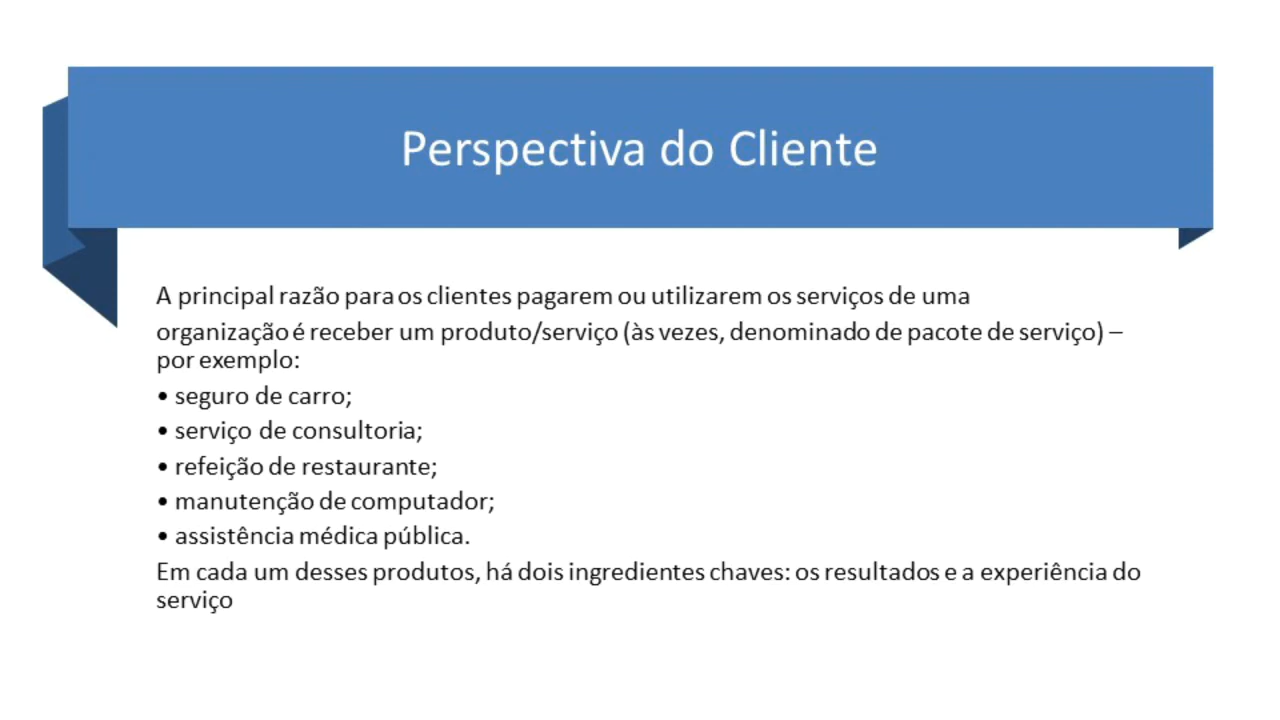 Perspectiva do Cliente
A principal razão para os clientes pagarem ou utilizarem os serviços de uma
organização é receber um produto/serviço (às vezes, denominado de pacote de serviço) –
por exemplo:
• seguro de carro;
• serviço de consultoria;
• refeição de restaurante;
• manutenção de computador;
• assistência médica pública.
Em cada um desses produtos, há dois ingredientes chaves: os resultados e a experiência do
serviço